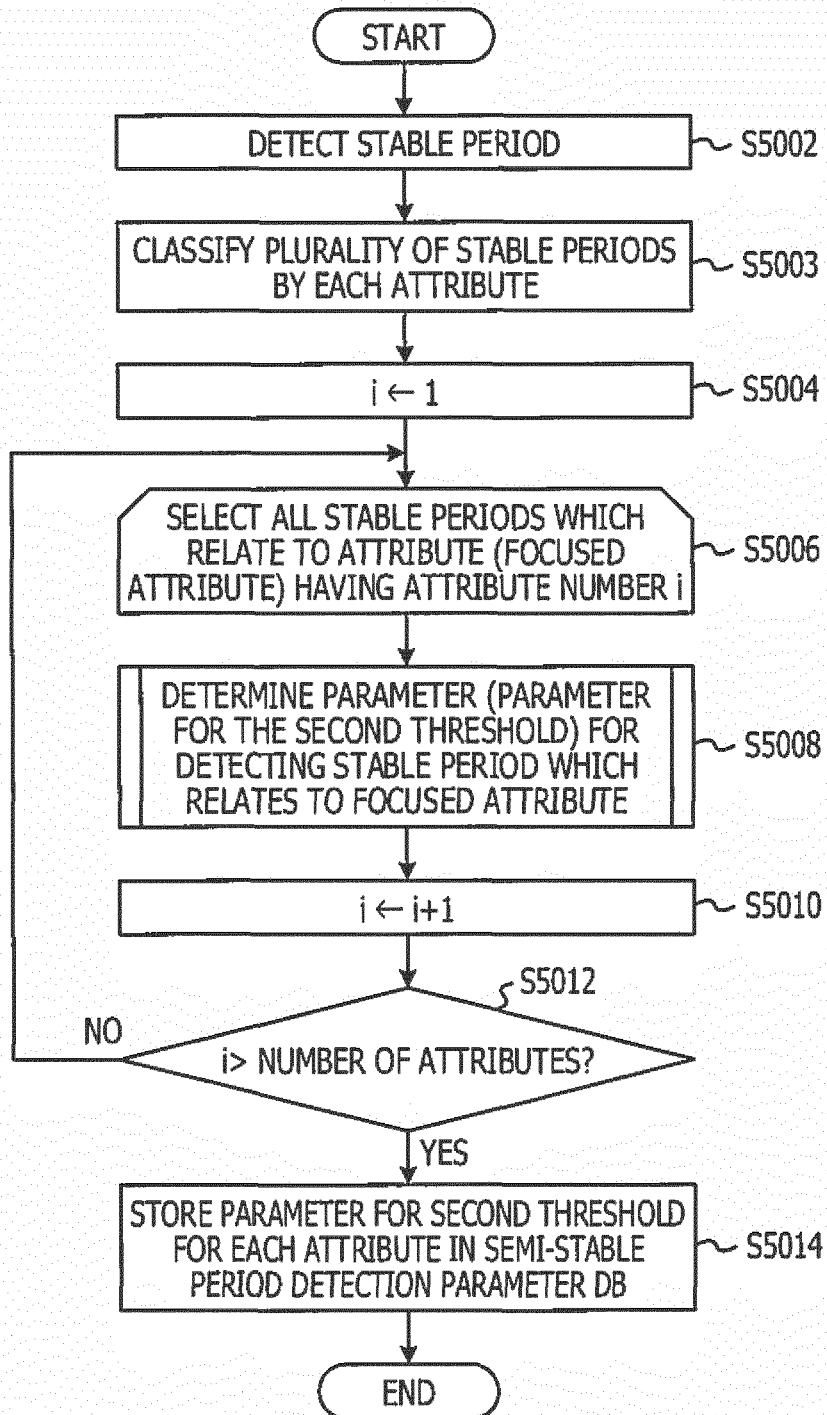 START
DETECT STABLE PERIOD
S5002
CLASSIFY PLURALITY OF STABLE PERIODS
BY EACH ATTRIBUTE
S5003
i ← 1
S5004
SELECT ALL STABLE PERIODS WHICH
RELATE TO ATTRIBUTE (FOCUSED
ATTRIBUTE) HAVING ATTRIBUTE NUMBER i
S5006
DETERMINE PARAMETER (PARAMETER
FOR THE SECOND THRESHOLD) FOR
DETECTING STABLE PERIOD WHICH
RELATES TO FOCUSED ATTRIBUTE
S5008
i ← i+1
S5010
S5012
NO
i> NUMBER OF ATTRIBUTES?
YES
STORE PARAMETER FOR SECOND THRESHOLD
FOR EACH ATTRIBUTE IN SEMI-STABLE
PERIOD DETECTION PARAMETER DB
S5014
END